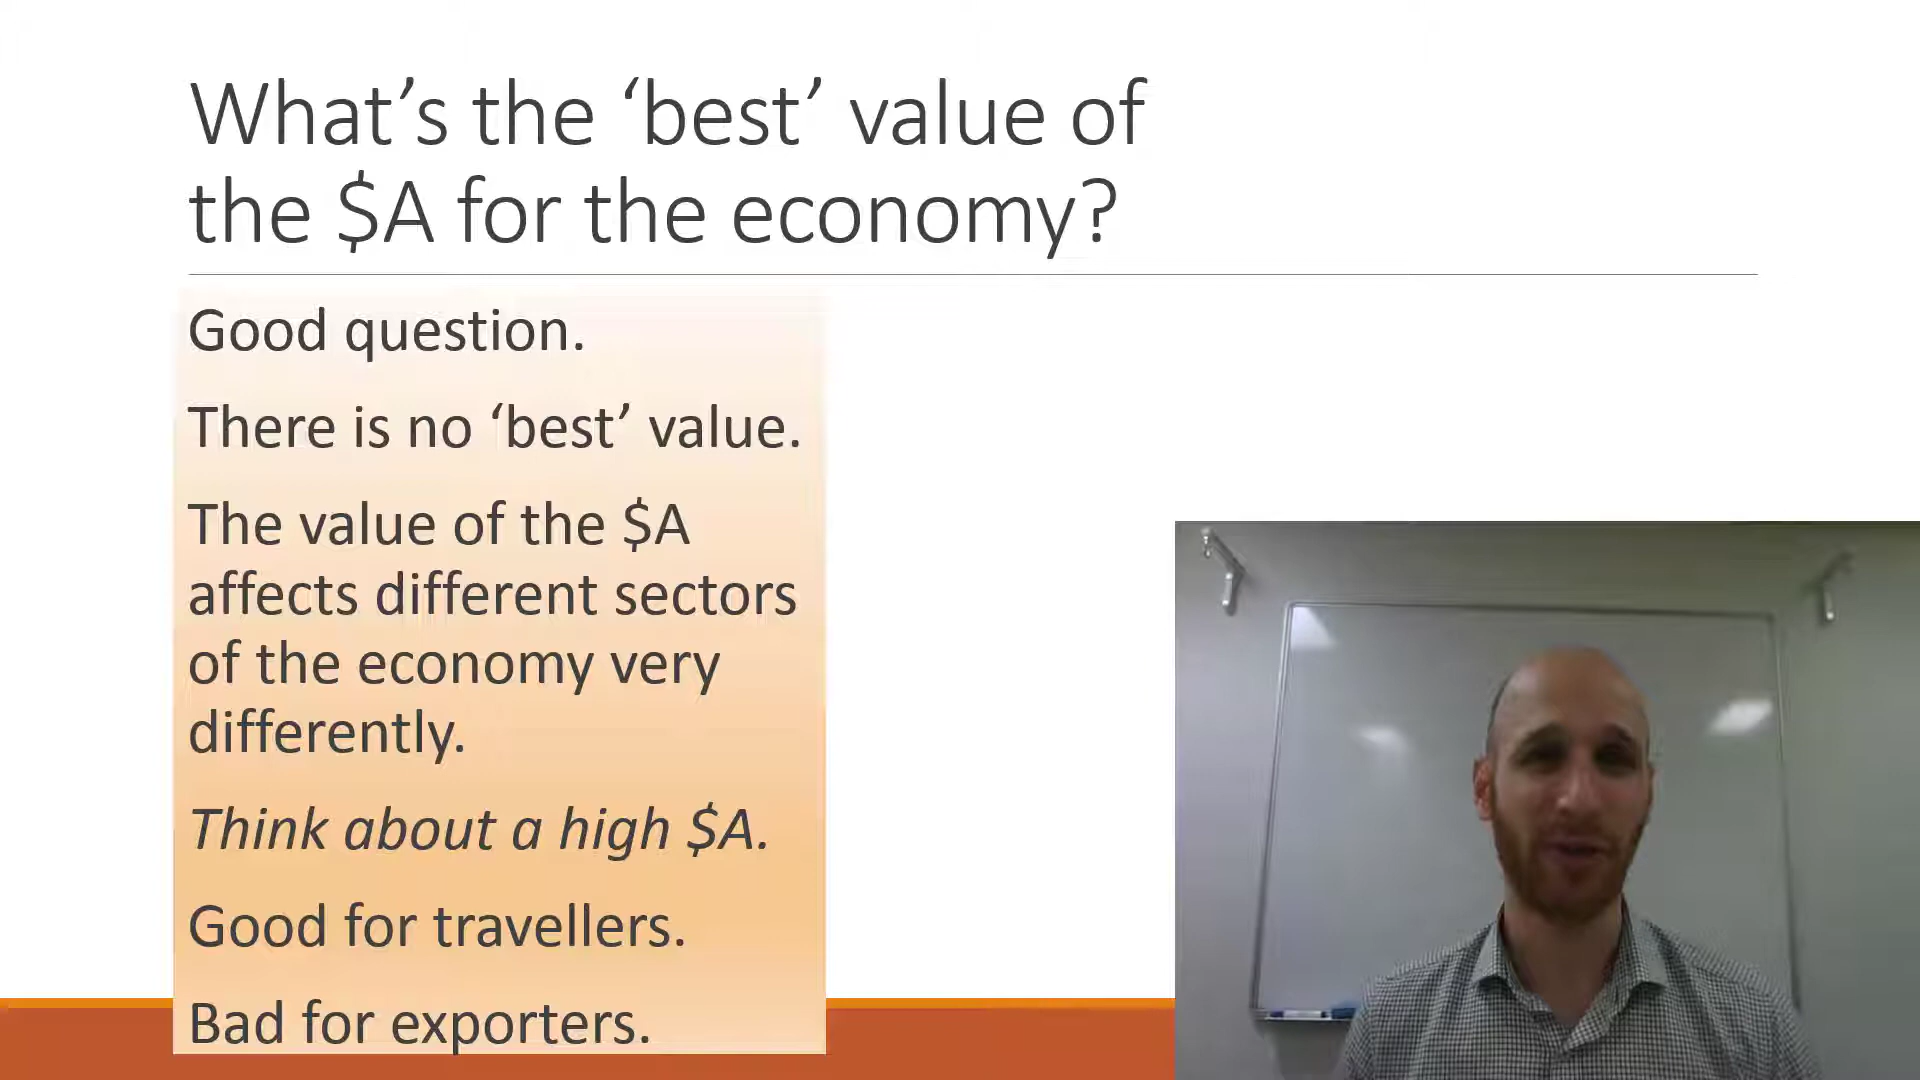 What’s the ‘best’ value of
the $A for the economy?
Good question.
There is no ‘best’ value.
The value of the $A
affects different sectors
of the economy very
differently.
Think about a high $A.
Good for travellers.
Bad for exporters.